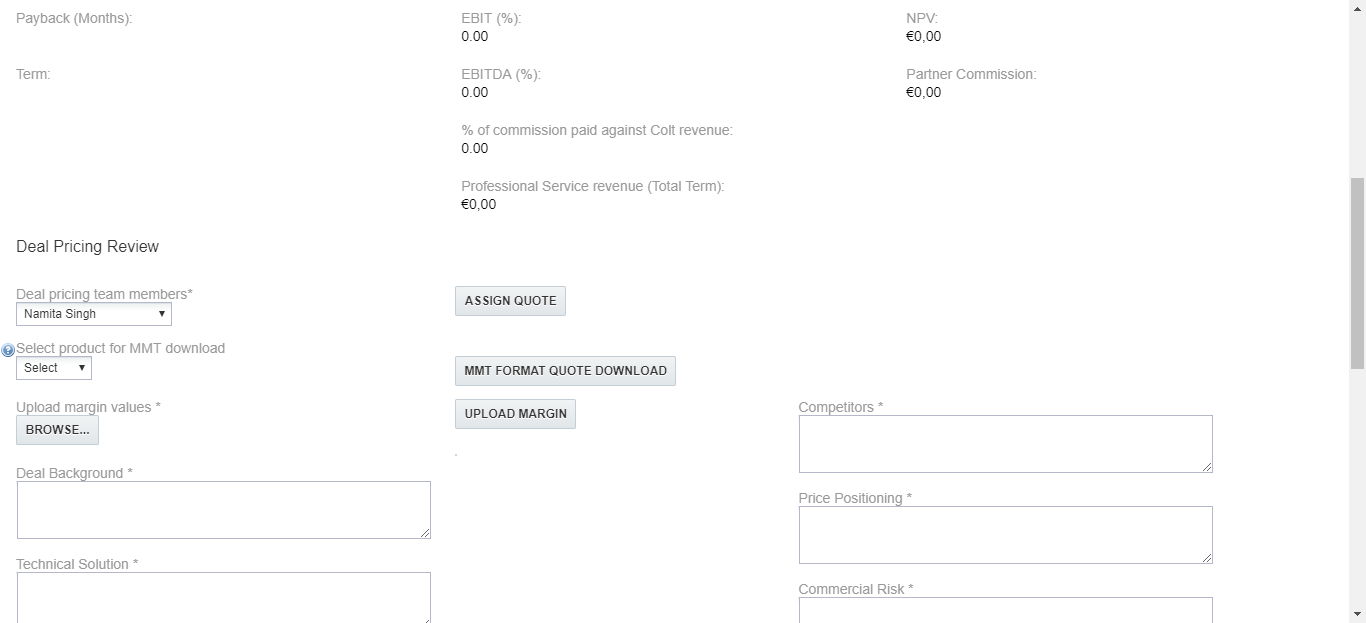 Payback (Months):
EBIT (%):
0.00
NPV:
€0,00
Term:
EBITDA (%):
0.00
Partner Commission:
€0,00
% of commission paid against Colt revenue:
0.00
Professional Service revenue (Total Term):
€0,00
Deal Pricing Review
Deal pricing team members*
Namita Singh
ASSIGN QUOTE
Select product for MMT download
Select
MMT FORMAT QUOTE DOWNLOAD
Upload margin values *
BROWSE...
UPLOAD MARGIN
Competitors *
Deal Background *
Price Positioning *
Technical Solution *
Commercial Risk *